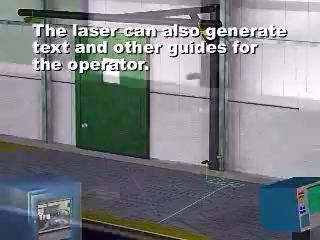 The laser can also generate
text and other guides for
the operator.